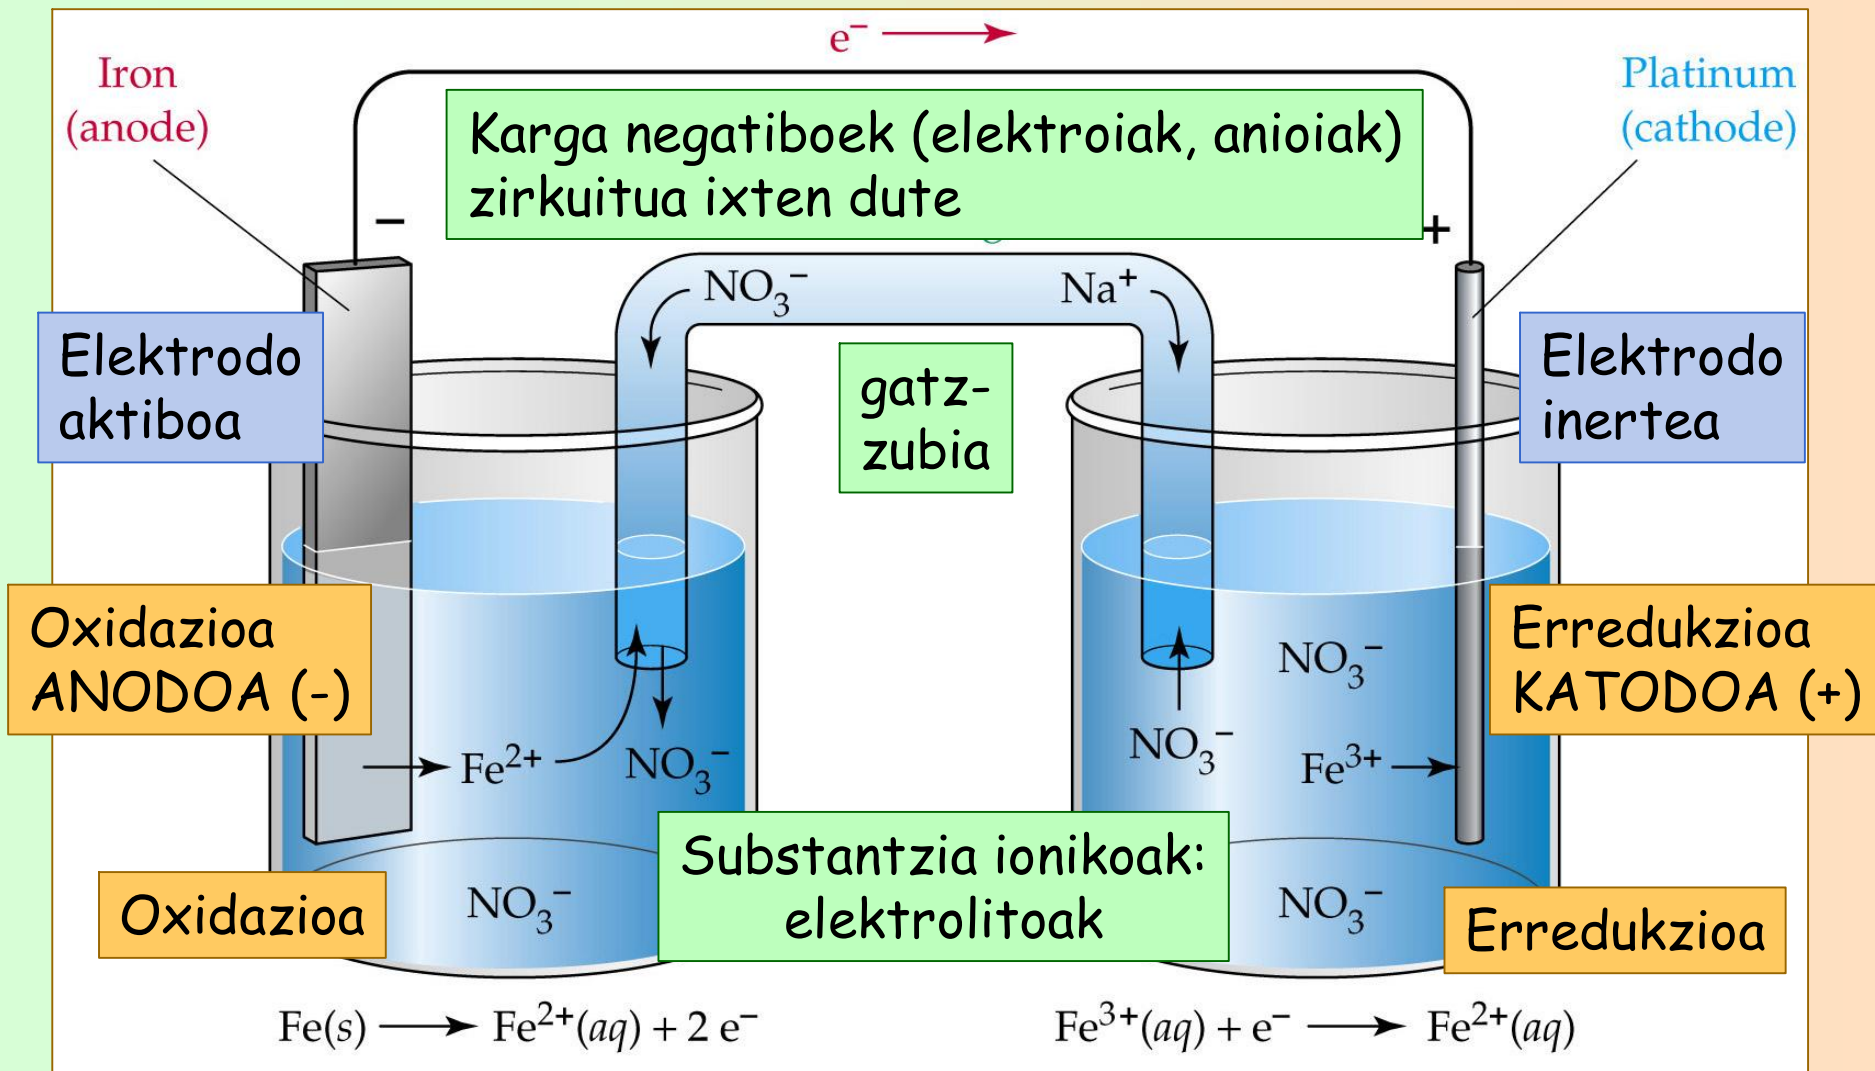 e⁻
Iron
(anode)
Platinum
(cathode)
Karga negatiboek (elektroiak, anioiak)
zirkuitua ixten dute
−
+
NO₃⁻
Na⁺
Elektrodo
aktiboa
gatz-
zubia
Elektrodo
inertea
Oxidazioa
ANODOA (-)
Erredukzioa
KATODOA (+)
Fe²⁺
NO₃⁻
NO₃⁻
NO₃⁻
Fe³⁺
Substantzia ionikoak:
elektrolitoak
Oxidazioa
NO₃⁻
NO₃⁻
Erredukzioa
Fe(s) ⟶ Fe²⁺(aq) + 2 e⁻
Fe³⁺(aq) + e⁻ ⟶ Fe²⁺(aq)